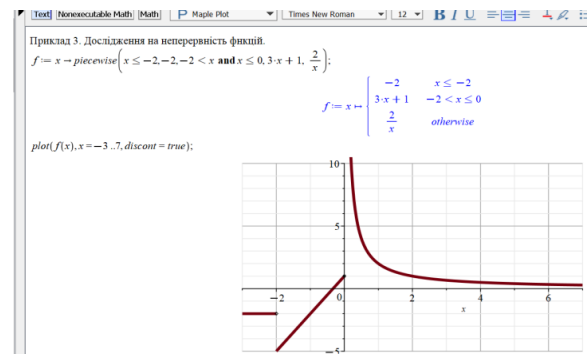 Text Nonexecutable Math Math P Maple Plot Times New Roman 12 B I U
Приклад 3. Дослідження на неперервність фнкцій.
f := x → piecewise(x ≤ −2, −2, −2 < x and x ≤ 0, 3·x + 1, 2/x);
f := x ↦ { −2 x ≤ −2
3·x + 1 −2 < x ≤ 0
2/x otherwise
plot(f(x), x = −3 ..7, discont = true);
10
5
−2 0 2 4 6
x
−5